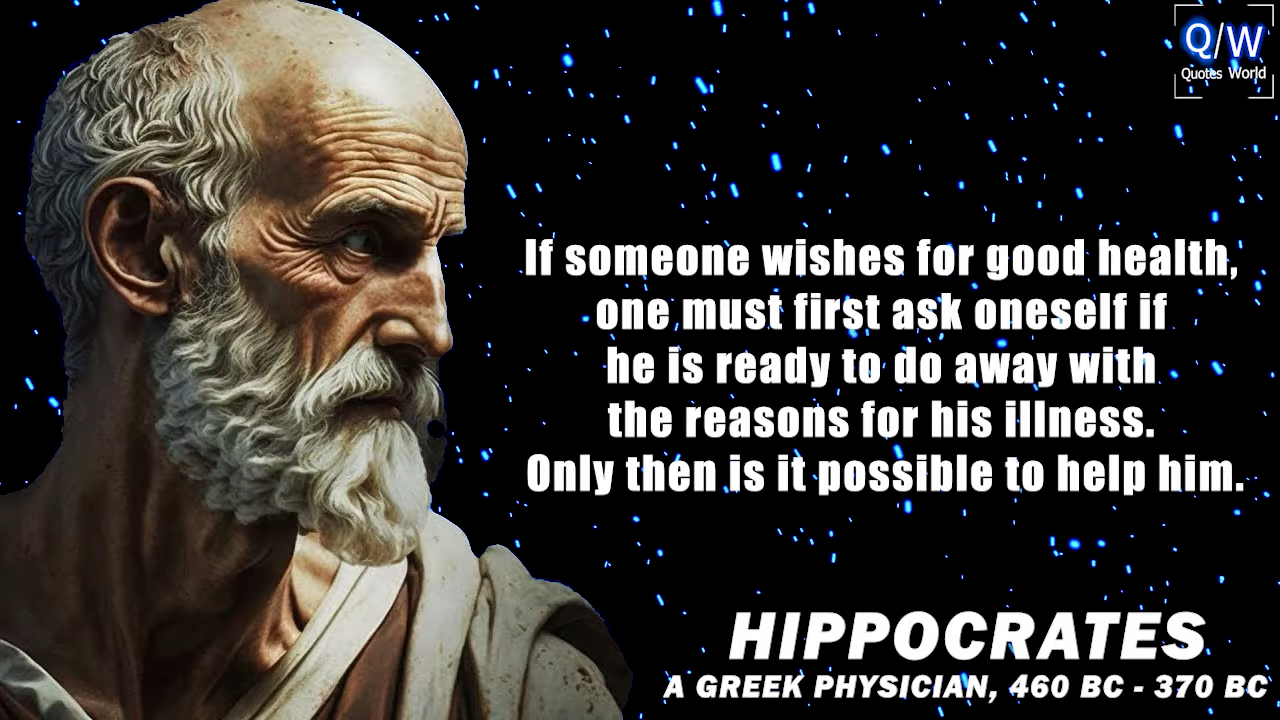 Q/W
Quotes World
If someone wishes for good health,
one must first ask oneself if
he is ready to do away with
the reasons for his illness.
Only then is it possible to help him.
HIPPOCRATES
A GREEK PHYSICIAN, 460 BC - 370 BC